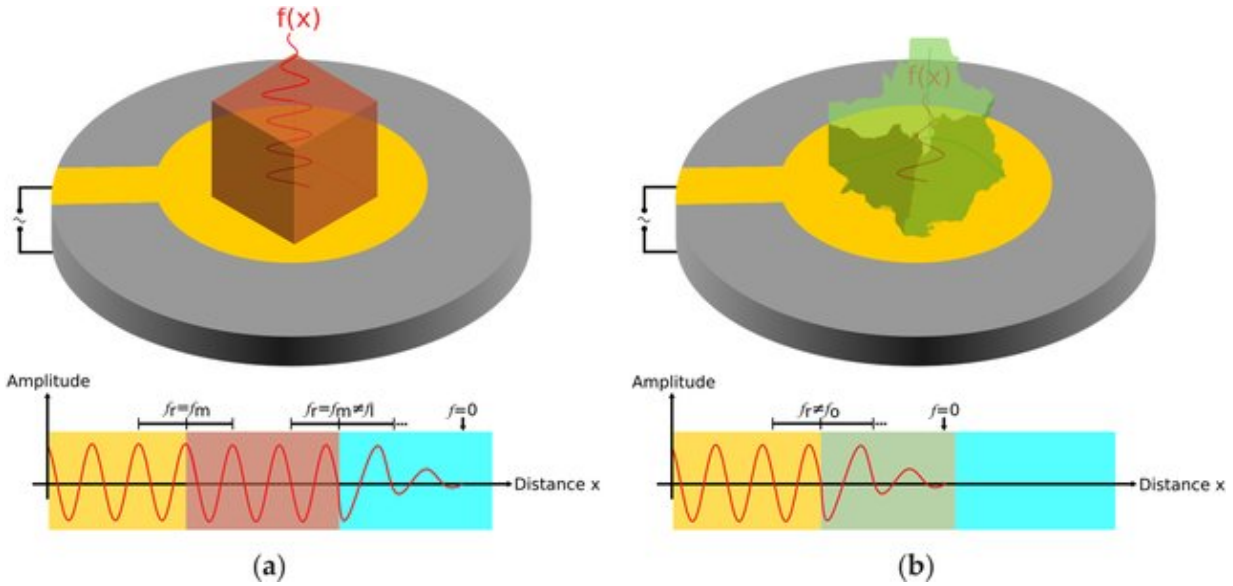 f(x)
~
Amplitude
fr=fm
fr=fm≠fl
...
f=0
Distance x
(a)
f(x)
~
Amplitude
fr≠fo
...
f=0
Distance x
(b)